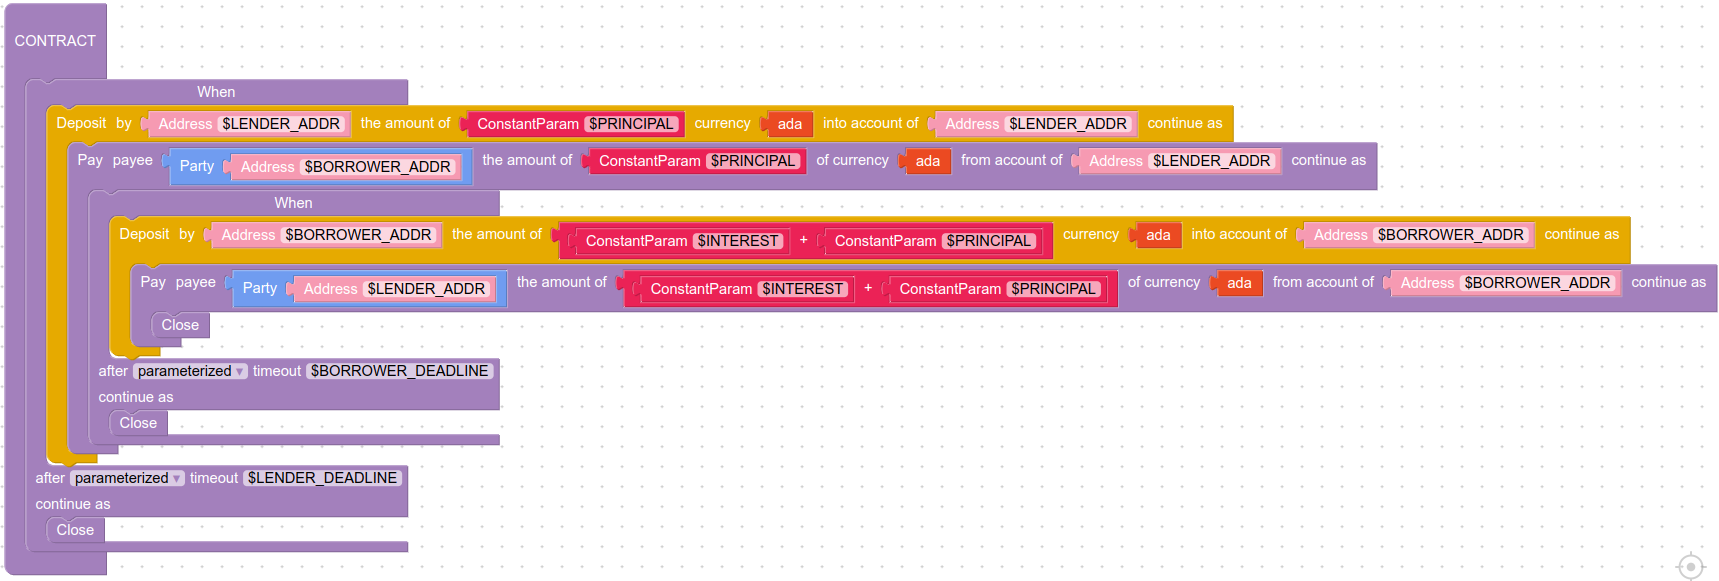 CONTRACT
When
Deposit by Address $LENDER_ADDR the amount of ConstantParam $PRINCIPAL currency ada into account of Address $LENDER_ADDR continue as
Pay payee Party Address $BORROWER_ADDR the amount of ConstantParam $PRINCIPAL of currency ada from account of Address $LENDER_ADDR continue as
When
Deposit by Address $BORROWER_ADDR the amount of ConstantParam $INTEREST + ConstantParam $PRINCIPAL currency ada into account of Address $BORROWER_ADDR continue as
Pay payee Party Address $LENDER_ADDR the amount of ConstantParam $INTEREST + ConstantParam $PRINCIPAL of currency ada from account of Address $BORROWER_ADDR continue as
Close
after parameterized timeout $BORROWER_DEADLINE
continue as
Close
after parameterized timeout $LENDER_DEADLINE
continue as
Close